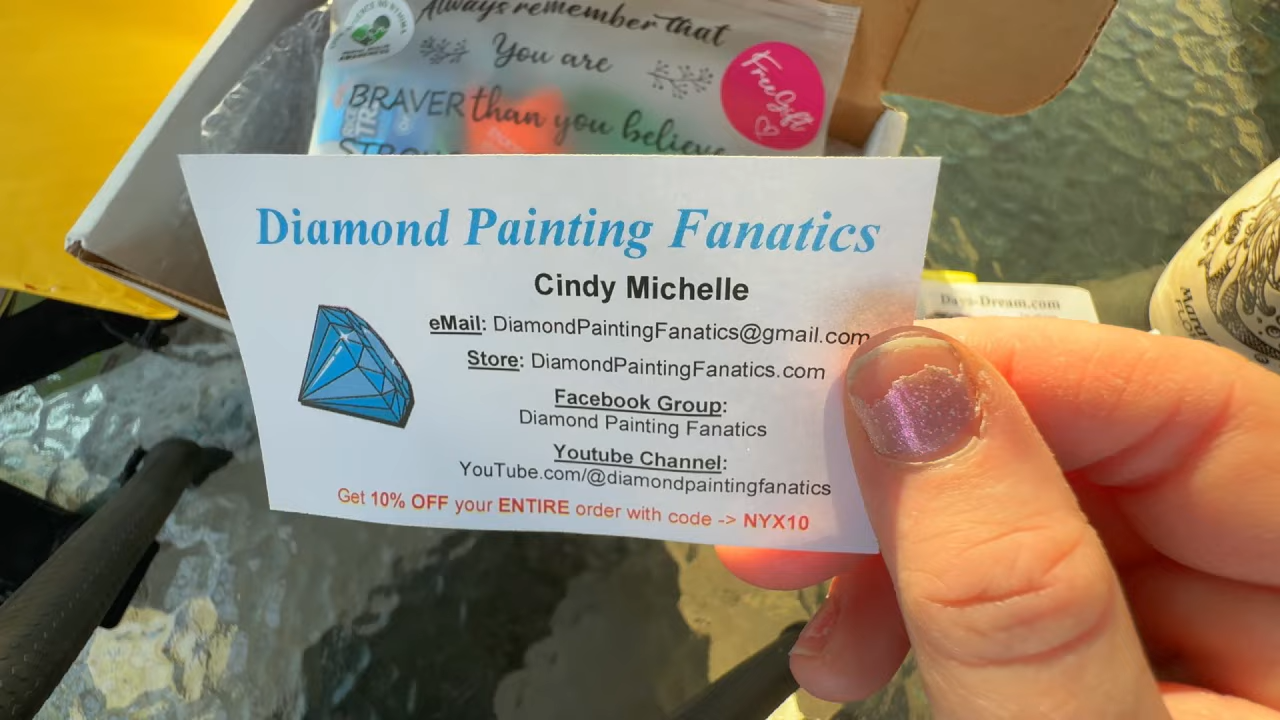 Always remember that
You are
BRAVER than you believe
Free Gift
Diamond Painting Fanatics
Cindy Michelle
eMail: DiamondPaintingFanatics@gmail.com
Store: DiamondPaintingFanatics.com
Facebook Group:
Diamond Painting Fanatics
Youtube Channel:
YouTube.com/@diamondpaintingfanatics
Get 10% OFF your ENTIRE order with code -> NYX10
Days-Dream.com